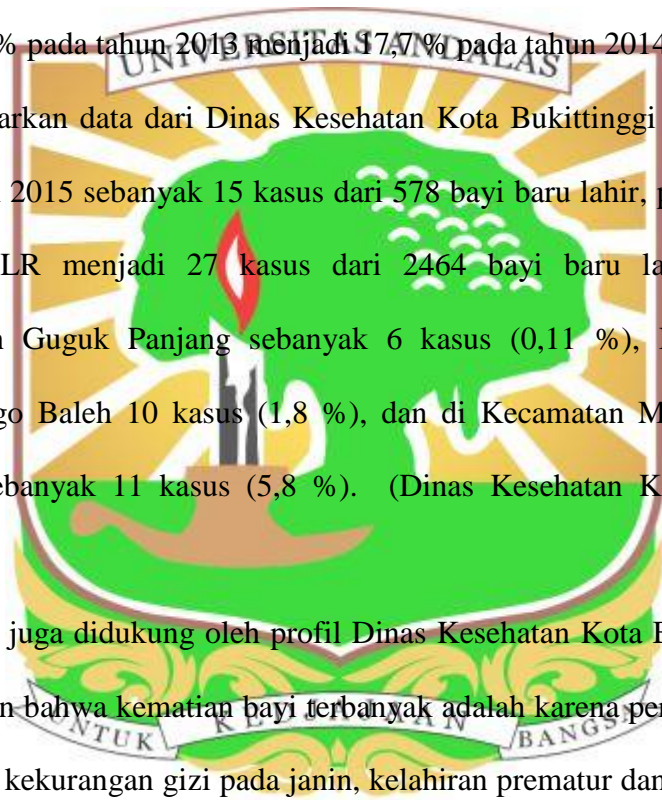 % pada tahun 2013 menjadi 17,7 % pada tahun 2014
UNIVERSITAS ANDALAS
arkan data dari Dinas Kesehatan Kota Bukittinggi
2015 sebanyak 15 kasus dari 578 bayi baru lahir, p
LR menjadi 27 kasus dari 2464 bayi baru la
n Guguk Panjang sebanyak 6 kasus (0,11 %),
go Baleh 10 kasus (1,8 %), dan di Kecamatan M
ebanyak 11 kasus (5,8 %). (Dinas Kesehatan K
juga didukung oleh profil Dinas Kesehatan Kota B
n bahwa kematian bayi terbanyak adalah karena per
UNTUK KEDJAJAAN BANGSA
kekurangan gizi pada janin, kelahiran prematur dan